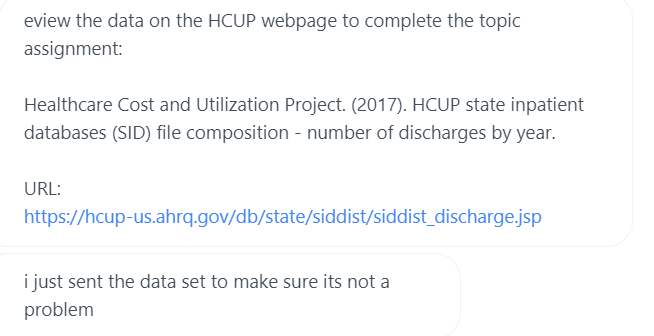 eview the data on the HCUP webpage to complete the topic
assignment:
Healthcare Cost and Utilization Project. (2017). HCUP state inpatient
databases (SID) file composition - number of discharges by year.
URL:
https://hcup-us.ahrq.gov/db/state/siddist/siddist_discharge.jsp
i just sent the data set to make sure its not a
problem